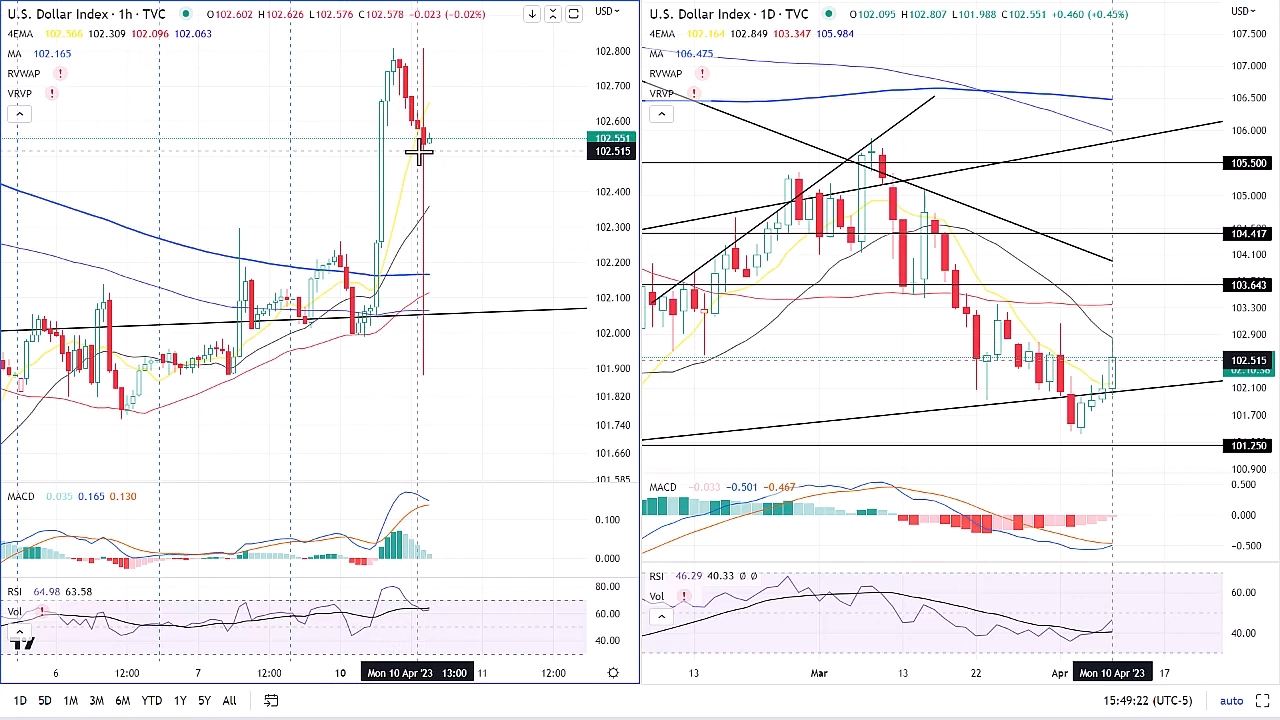 U.S. Dollar Index · 1h · TVC O102.602 H102.626 L102.576 C102.578 -0.023 (-0.02%) USD
4EMA 102.566 102.309 102.096 102.063
MA 102.165
RVWAP !
VRVP !
102.800
102.700
102.600
102.551
102.515
102.400
102.300
102.200
102.100
102.000
101.900
101.820
101.740
101.660
101.585
MACD 0.035 0.165 0.130
0.100
0.000
RSI 64.98 63.58
Vol
80.00
60.00
40.00
6 12:00 7 12:00 10 Mon 10 Apr '23 13:00 11 12:00
U.S. Dollar Index · 1D · TVC O102.095 H102.807 L101.988 C102.551 +0.460 (+0.45%) USD
4EMA 102.164 102.849 103.347 105.984
MA 106.475
RVWAP !
VRVP !
107.500
107.000
106.500
106.000
105.500
105.000
104.417
104.100
103.643
103.300
102.900
102.515
02:10:38
102.100
101.700
101.250
100.900
MACD -0.033 -0.501 -0.467
0.500
0.000
-0.500
RSI 46.29 40.33 Ø Ø
Vol !
60.00
40.00
13 Mar 13 22 Apr Mon 10 Apr '23 17
1D 5D 1M 3M 6M YTD 1Y 5Y All 15:49:22 (UTC-5) auto